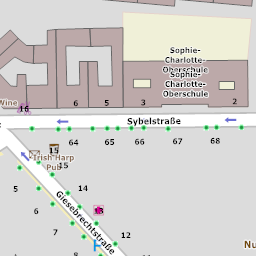 Sophie-
Charlotte-
Oberschule
Sophie-
Charlotte-
Oberschule
Wine
16
6
5
3
2
Sybelstraße
64
65
66
67
68
15
Irish Harp
Pub
15
14
5
6
7
8
Giesebrechtstraße
12
Nu